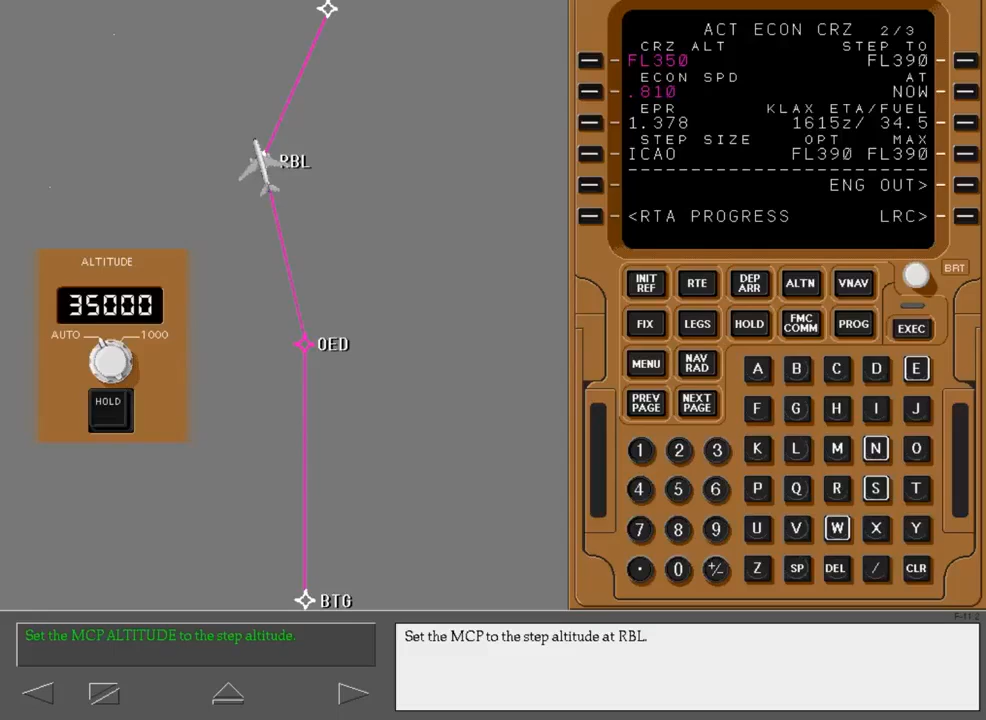 ACT ECON CRZ 2/3
CRZ ALT STEP TO
FL350 FL390
ECON SPD AT
.810 NOW
EPR KLAX ETA/FUEL
1.378 1615z/ 34.5
STEP SIZE OPT MAX
ICAO FL390 FL390
ENG OUT>
<RTA PROGRESS LRC>
RBL
OED
BTG
ALTITUDE
35000
AUTO 1000
HOLD
BRT
INIT REF RTE DEP ARR ALTN VNAV
FIX LEGS HOLD FMC COMM PROG EXEC
MENU NAV RAD
PREV PAGE NEXT PAGE
A B C D E
F G H I J
K L M N O
P Q R S T
U V W X Y
Z SP DEL / CLR
1 2 3
4 5 6
7 8 9
. 0 +/-
Set the MCP ALTITUDE to the step altitude.
Set the MCP to the step altitude at RBL.